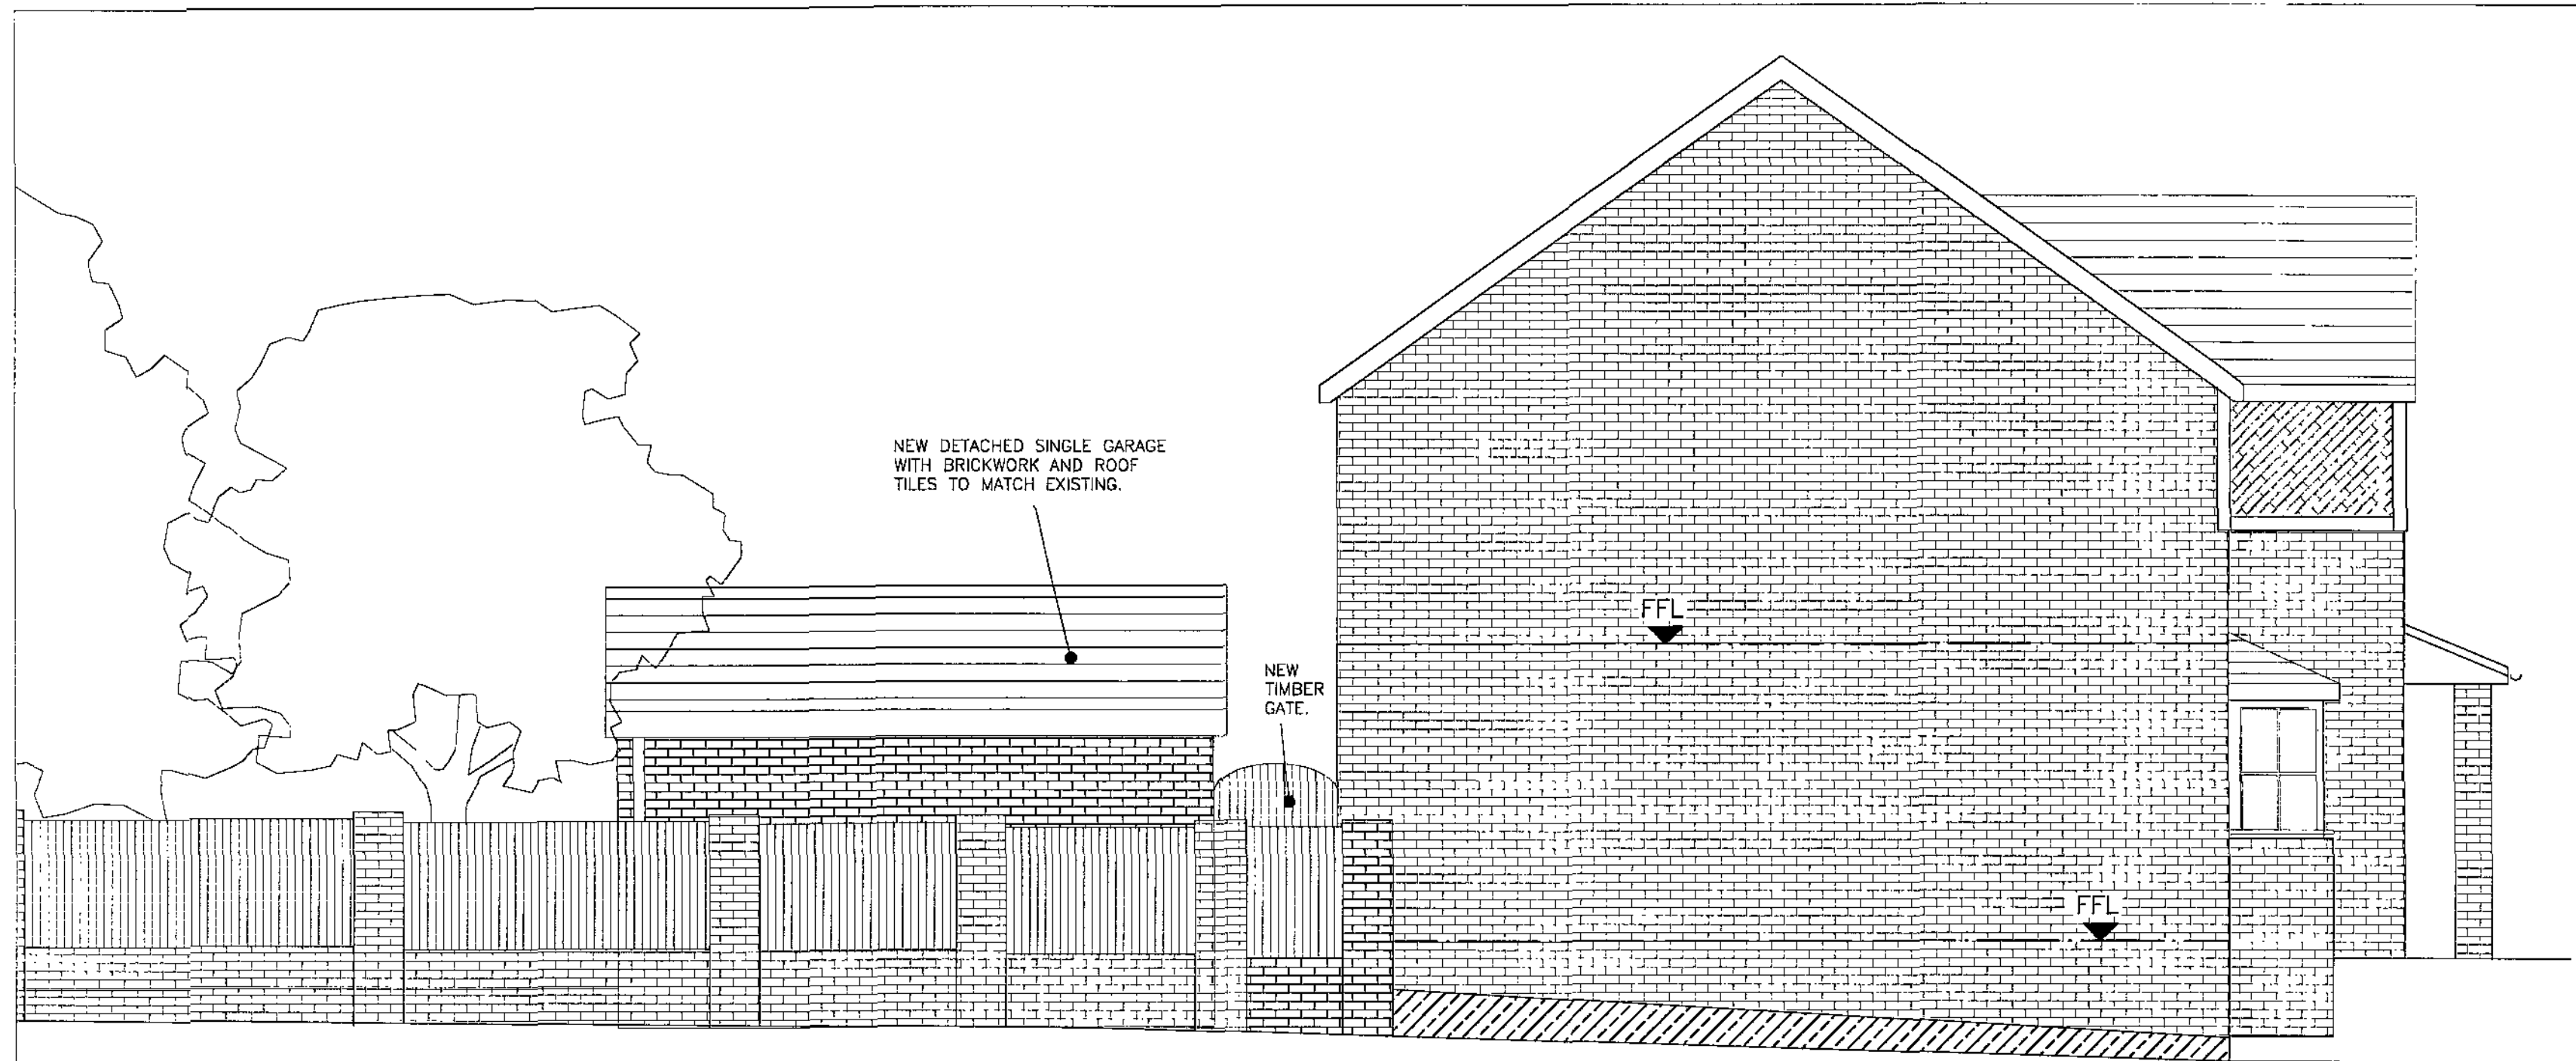 NEW DETACHED SINGLE GARAGE
WITH BRICKWORK AND ROOF
TILES TO MATCH EXISTING.
FFL
NEW
TIMBER
GATE.
FFL